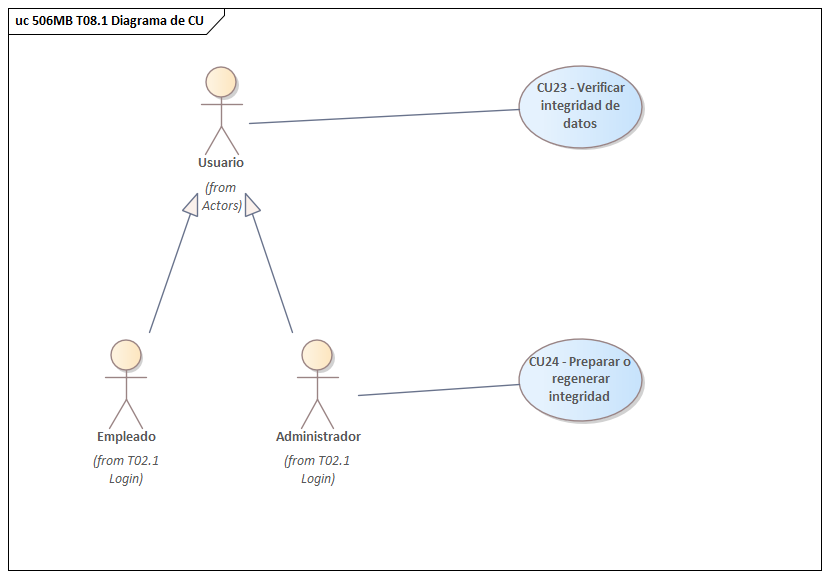 uc 506MB T08.1 Diagrama de CU
CU23 - Verificar
integridad de
datos
Usuario
(from
Actors)
CU24 - Preparar o
regenerar
integridad
Empleado
(from T02.1
Login)
Administrador
(from T02.1
Login)